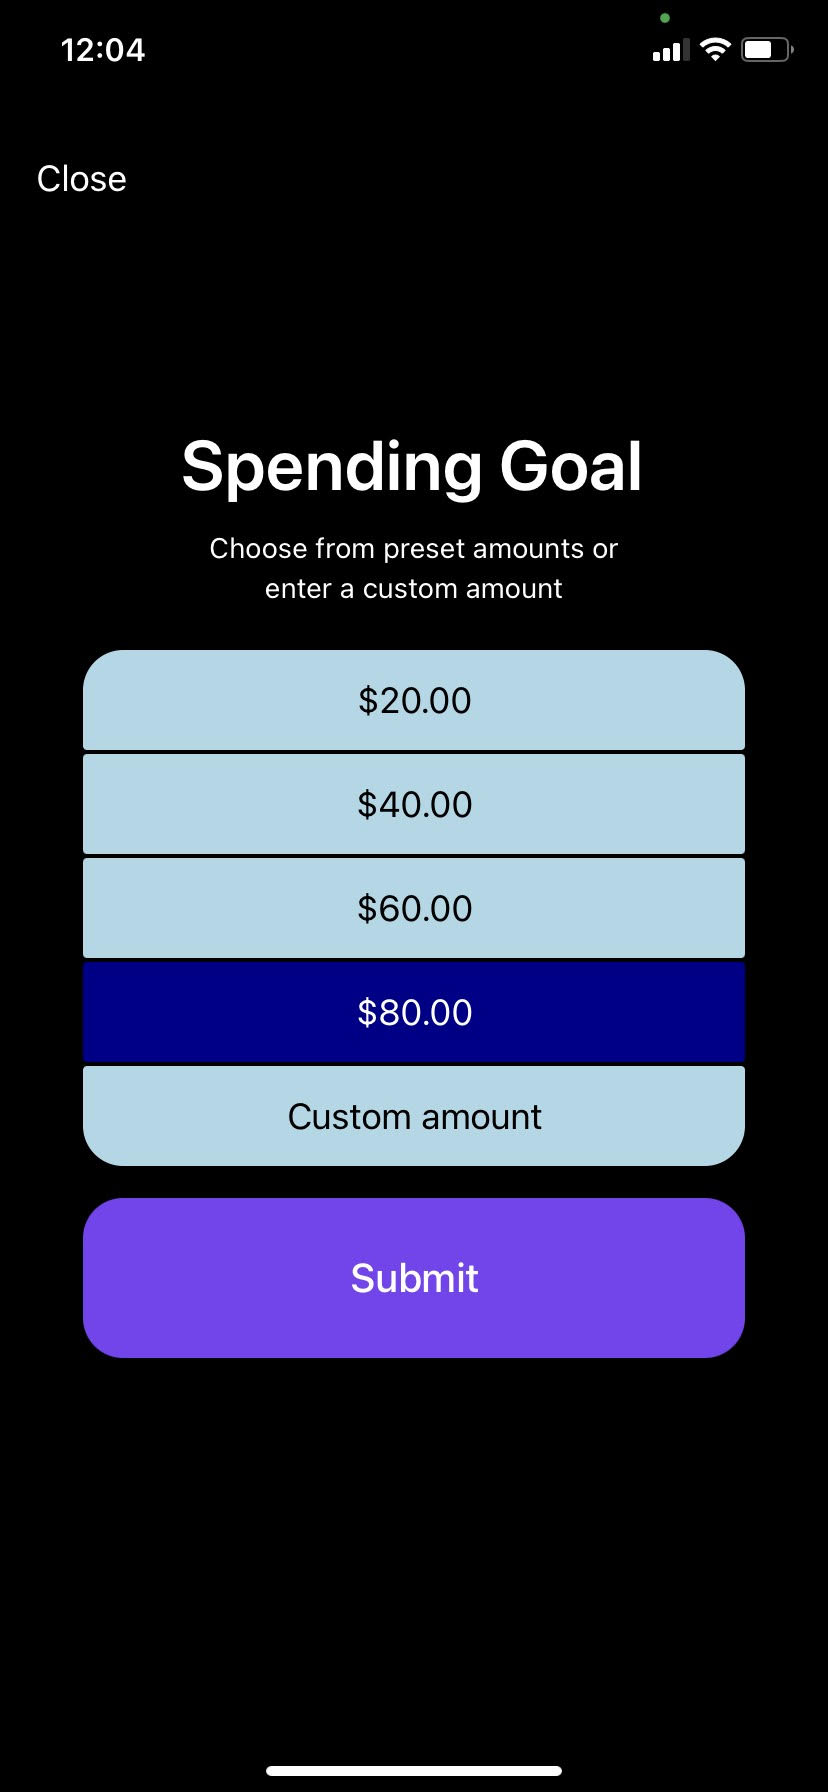 12:04
Close
Spending Goal
Choose from preset amounts or
enter a custom amount
$20.00
$40.00
$60.00
$80.00
Custom amount
Submit